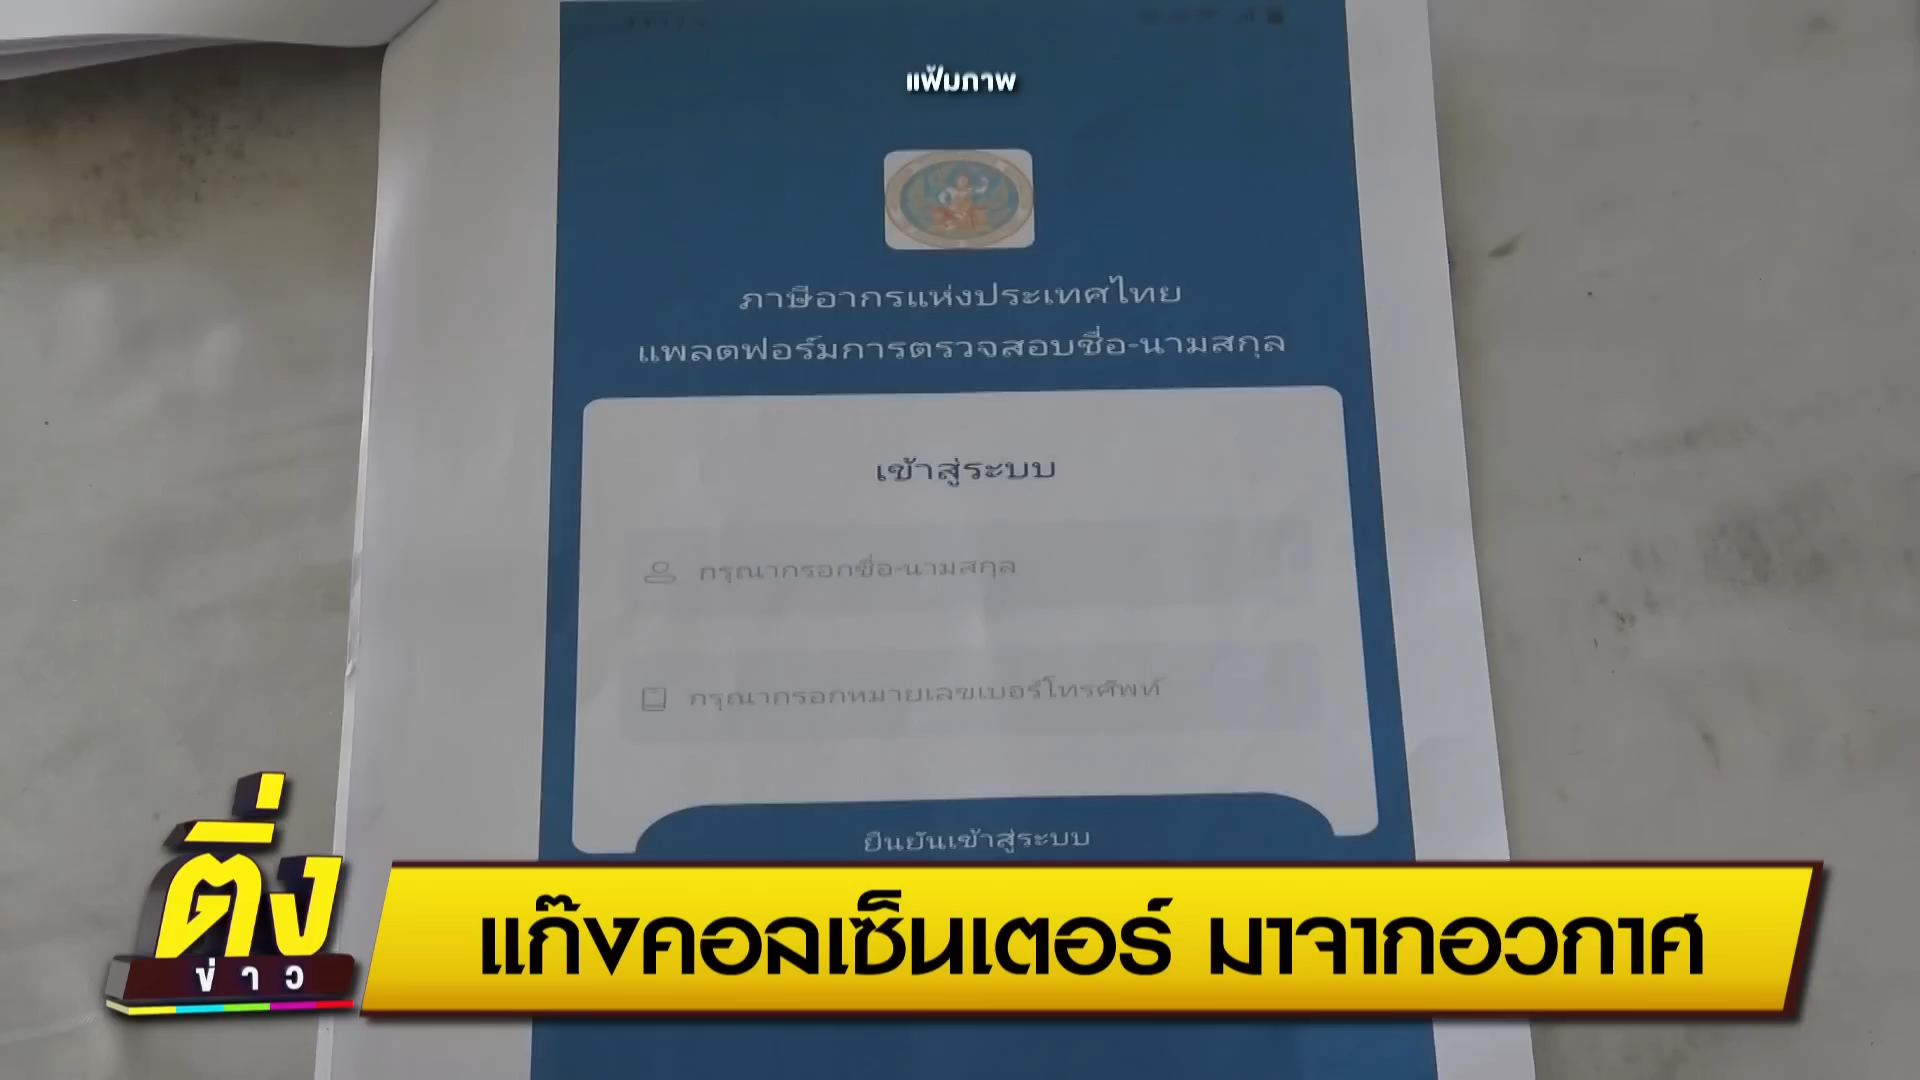 แฟ้มภาพ
ภาษีอากรแห่งประเทศไทย
แพลตฟอร์มการตรวจสอบชื่อ-นามสกุล
เข้าสู่ระบบ
กรุณากรอกชื่อ-นามสกุล
กรุณากรอกหมายเลขเบอร์โทรศัพท์
ยืนยันเข้าสู่ระบบ
ติ่ง
ข่าว
แก๊งคอลเซ็นเตอร์ มาจากอวกาศ